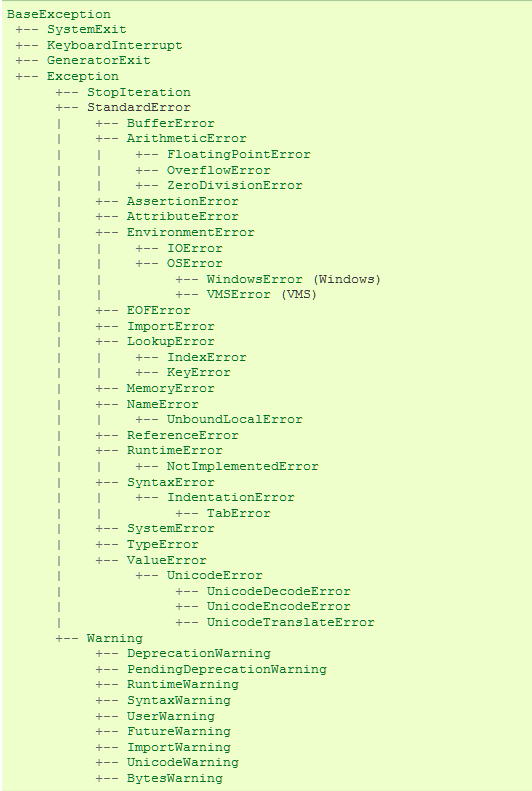 BaseException
 +-- SystemExit
 +-- KeyboardInterrupt
 +-- GeneratorExit
 +-- Exception
      +-- StopIteration
      +-- StandardError
      |    +-- BufferError
      |    +-- ArithmeticError
      |    |    +-- FloatingPointError
      |    |    +-- OverflowError
      |    |    +-- ZeroDivisionError
      |    +-- AssertionError
      |    +-- AttributeError
      |    +-- EnvironmentError
      |    |    +-- IOError
      |    |    +-- OSError
      |    |         +-- WindowsError (Windows)
      |    |         +-- VMSError (VMS)
      |    +-- EOFError
      |    +-- ImportError
      |    +-- LookupError
      |    |    +-- IndexError
      |    |    +-- KeyError
      |    +-- MemoryError
      |    +-- NameError
      |    |    +-- UnboundLocalError
      |    +-- ReferenceError
      |    +-- RuntimeError
      |    |    +-- NotImplementedError
      |    +-- SyntaxError
      |    |    +-- IndentationError
      |    |         +-- TabError
      |    +-- SystemError
      |    +-- TypeError
      |    +-- ValueError
      |         +-- UnicodeError
      |              +-- UnicodeDecodeError
      |              +-- UnicodeEncodeError
      |              +-- UnicodeTranslateError
      +-- Warning
           +-- DeprecationWarning
           +-- PendingDeprecationWarning
           +-- RuntimeWarning
           +-- SyntaxWarning
           +-- UserWarning
           +-- FutureWarning
           +-- ImportWarning
           +-- UnicodeWarning
           +-- BytesWarning